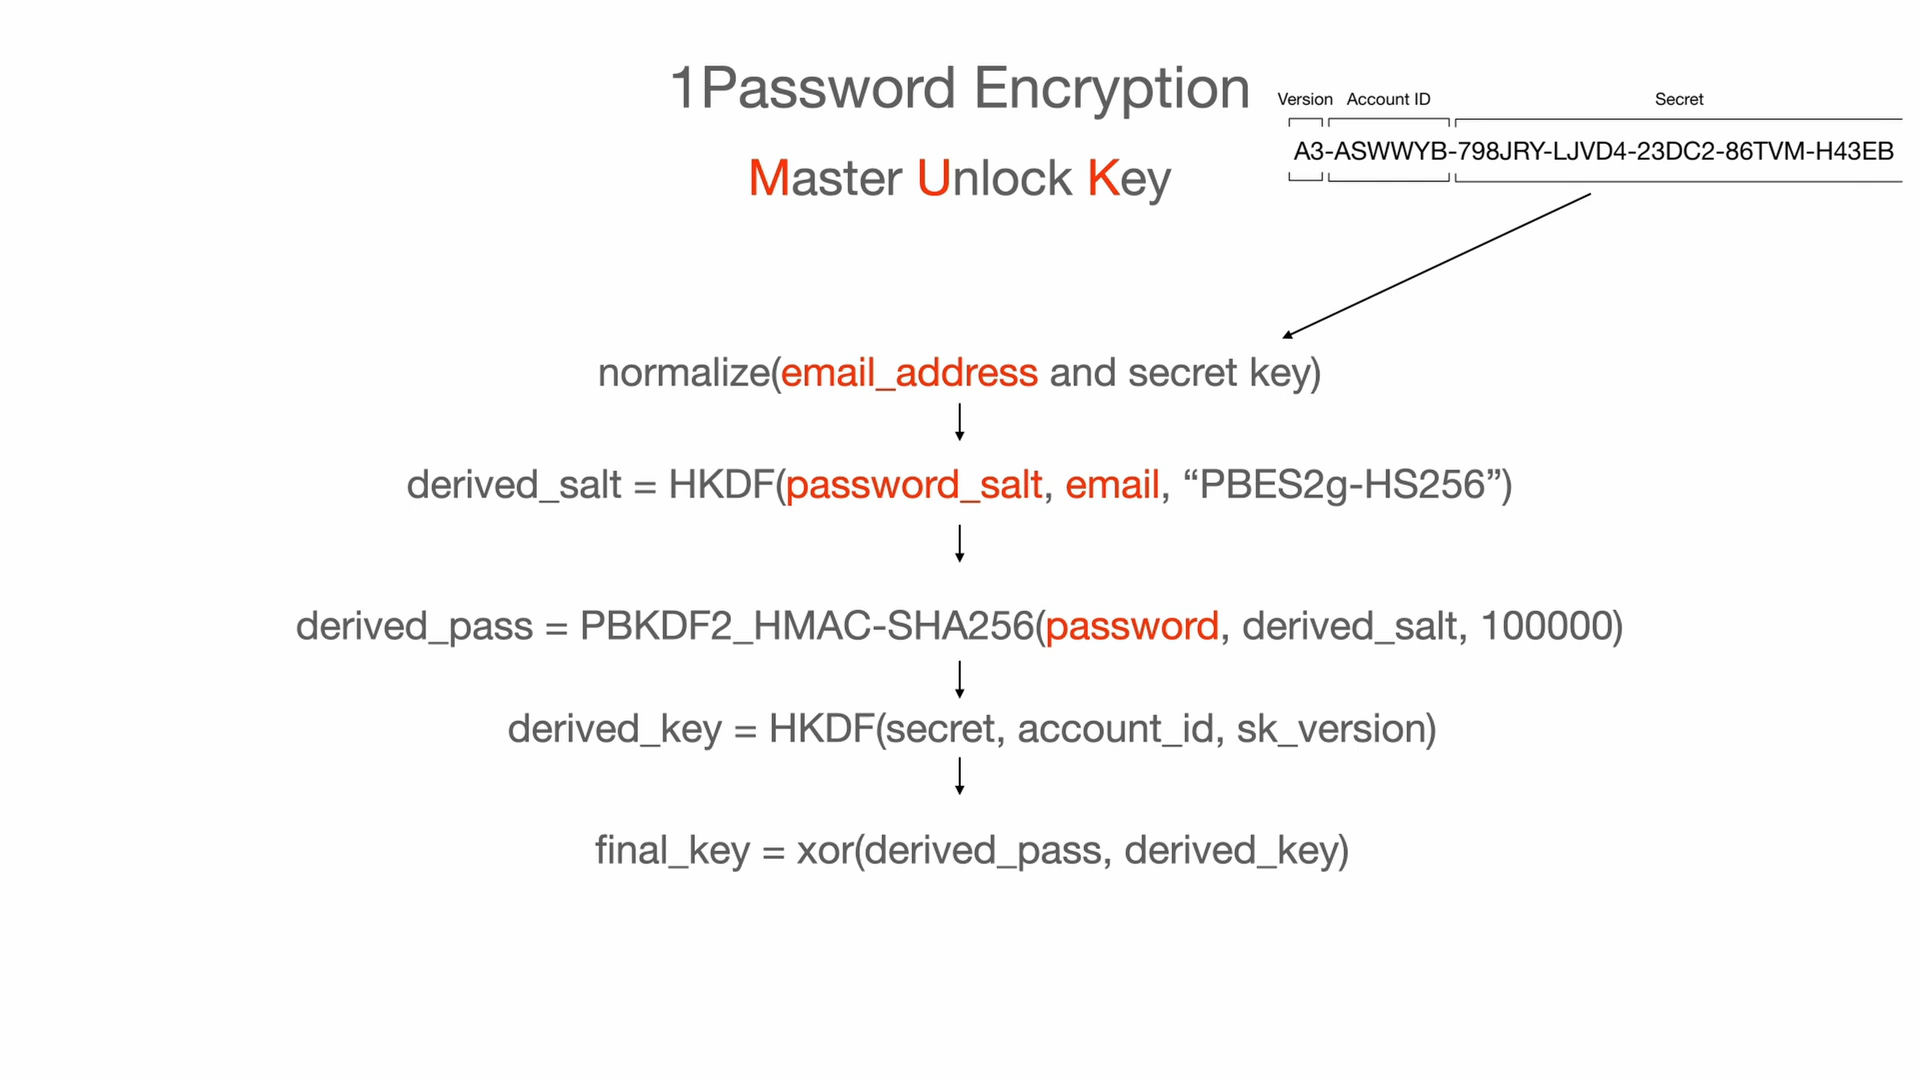 1Password Encryption
Master Unlock Key
Version Account ID Secret
A3-ASWWYB-798JRY-LJVD4-23DC2-86TVM-H43EB
normalize(email_address and secret key)
derived_salt = HKDF(password_salt, email, “PBES2g-HS256”)
derived_pass = PBKDF2_HMAC-SHA256(password, derived_salt, 100000)
derived_key = HKDF(secret, account_id, sk_version)
final_key = xor(derived_pass, derived_key)